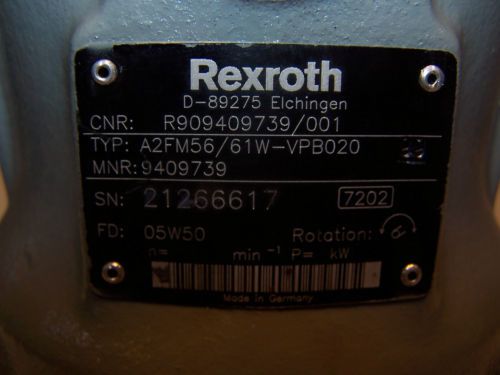 Rexroth
D-89275 Elchingen
CNR: R909409739/001
TYP: A2FM56/61W-VPB020
MNR: 9409739
SN: 21266617 7202
FD: 05W50 Rotation:
n= min⁻¹ P= kW
Made in Germany